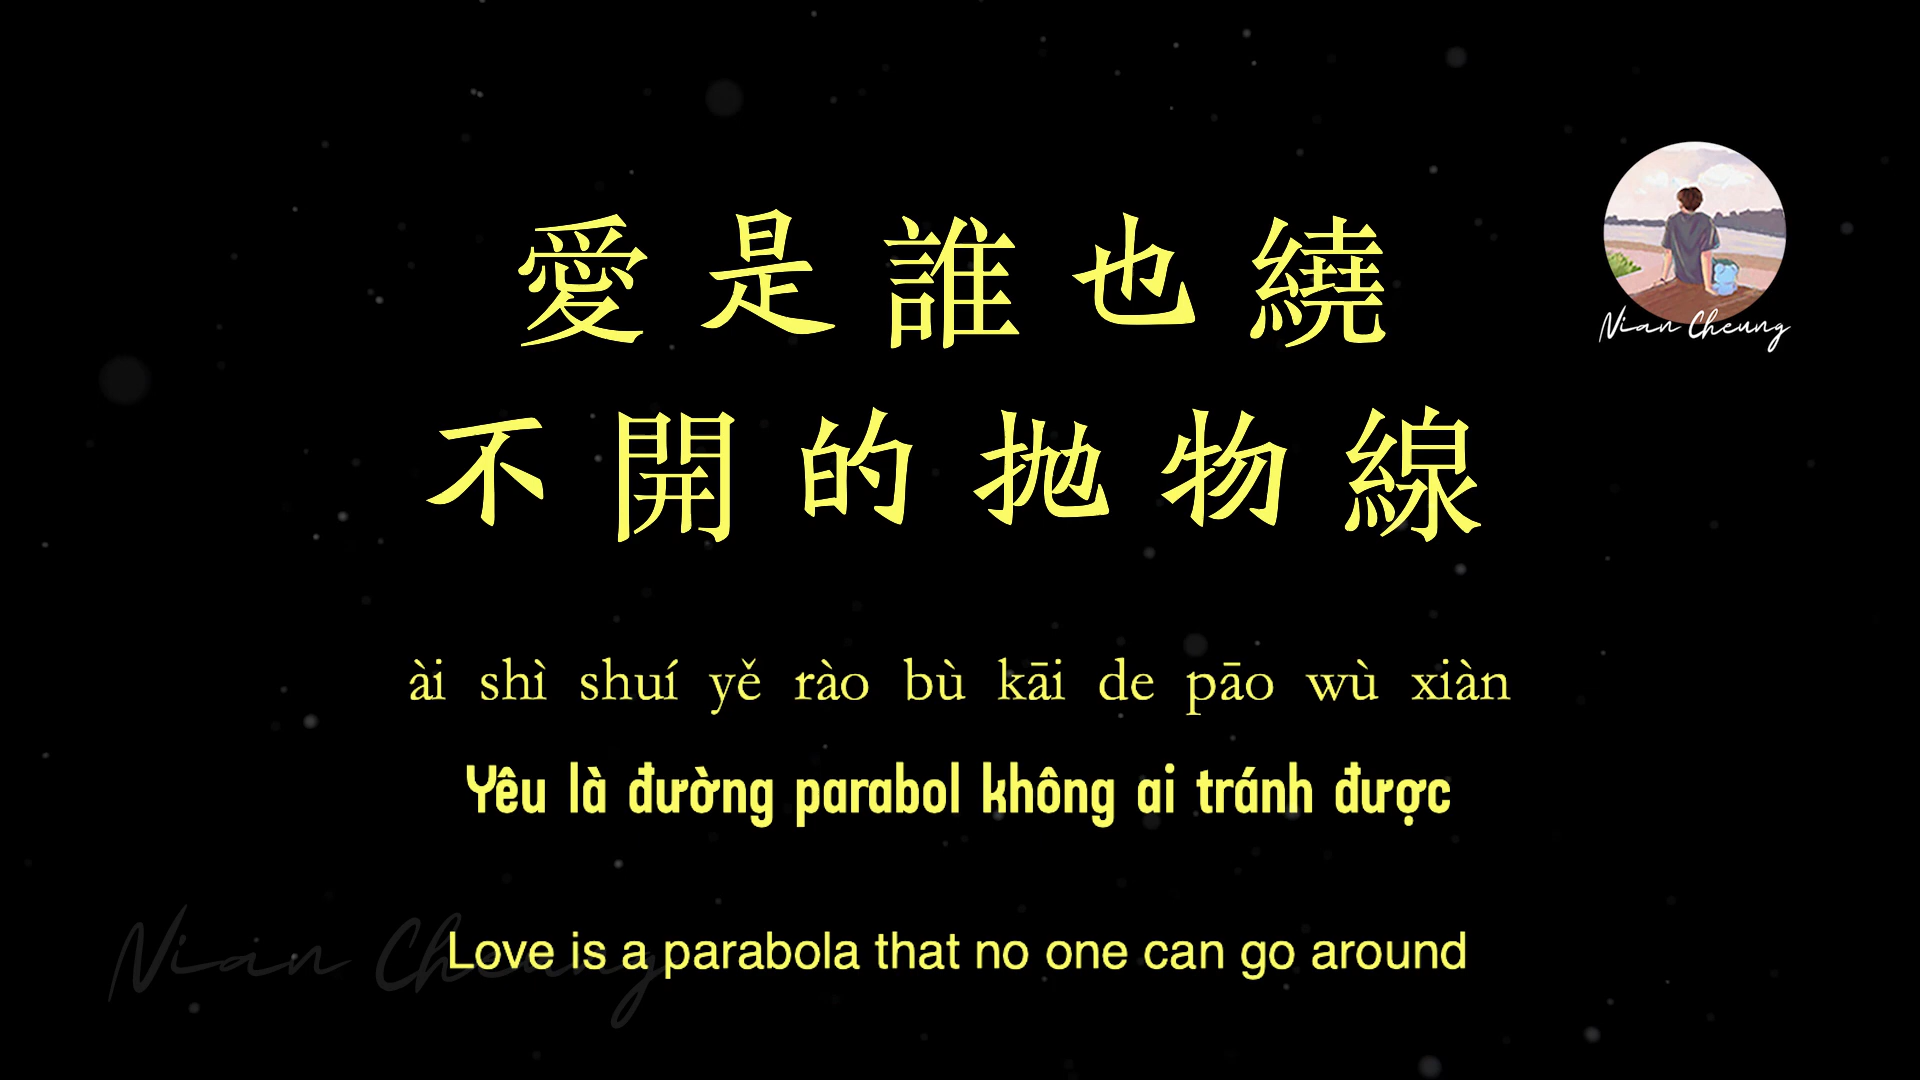 愛是誰也繞
Nian Cheung
不開的拋物線
ài shì shuí yě rào bù kāi de pāo wù xiàn
Yêu là đường parabol không ai tránh được
Love is a parabola that no one can go around
Nian Cheung